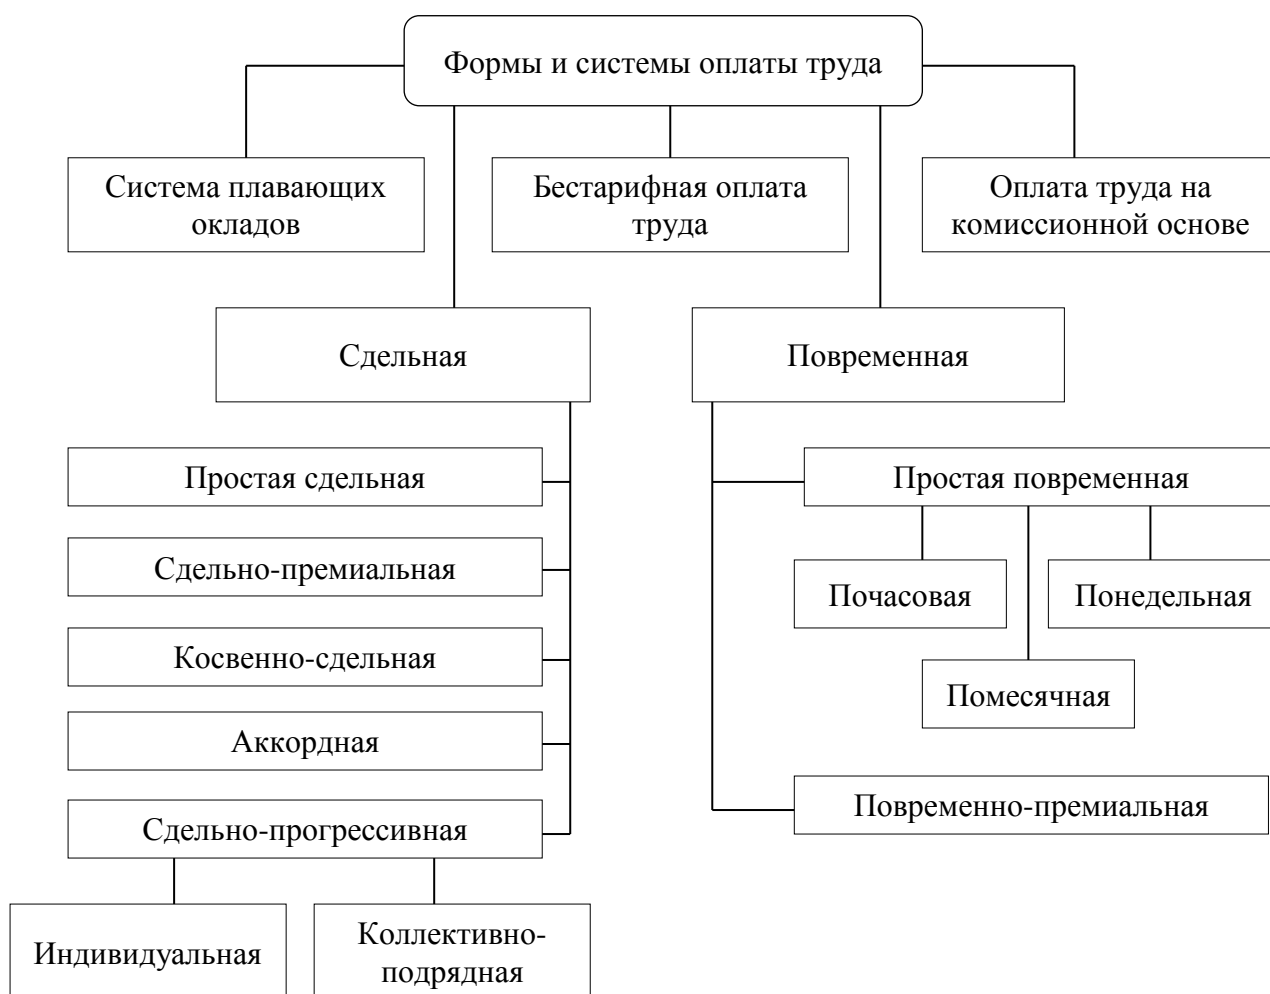 Формы и системы оплаты труда
Система плавающих
окладов
Бестарифная оплата
труда
Оплата труда на
комиссионной основе
Сдельная
Повременная
Простая сдельная
Простая повременная
Сдельно-премиальная
Почасовая
Понедельная
Косвенно-сдельная
Помесячная
Аккордная
Сдельно-прогрессивная
Повременно-премиальная
Индивидуальная
Коллективно-
подрядная